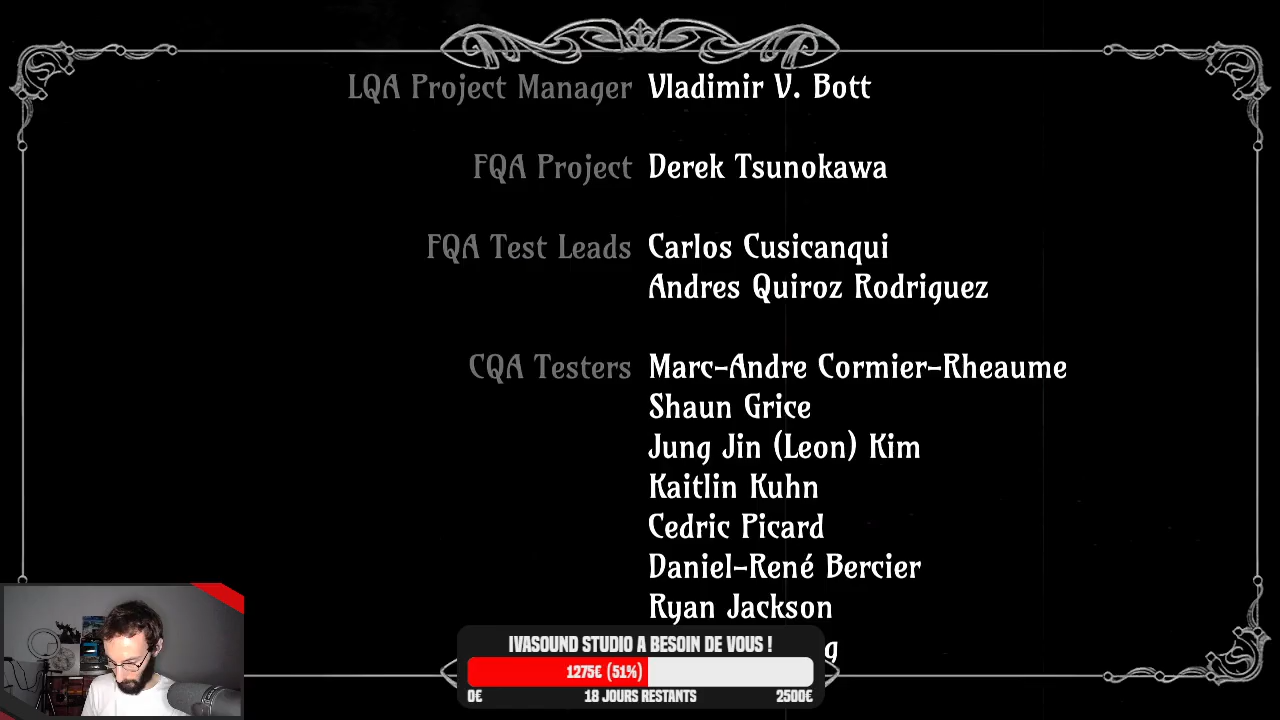 LQA Project Manager Vladimir V. Bott
FQA Project Derek Tsunokawa
FQA Test Leads Carlos Cusicanqui
Andres Quiroz Rodriguez
CQA Testers Marc-Andre Cormier-Rheaume
Shaun Grice
Jung Jin (Leon) Kim
Kaitlin Kuhn
Cedric Picard
Daniel-René Bercier
Ryan Jackson
IVASOUND STUDIO A BESOIN DE VOUS !
1275€ (51%)
0€ 18 JOURS RESTANTS 2500€